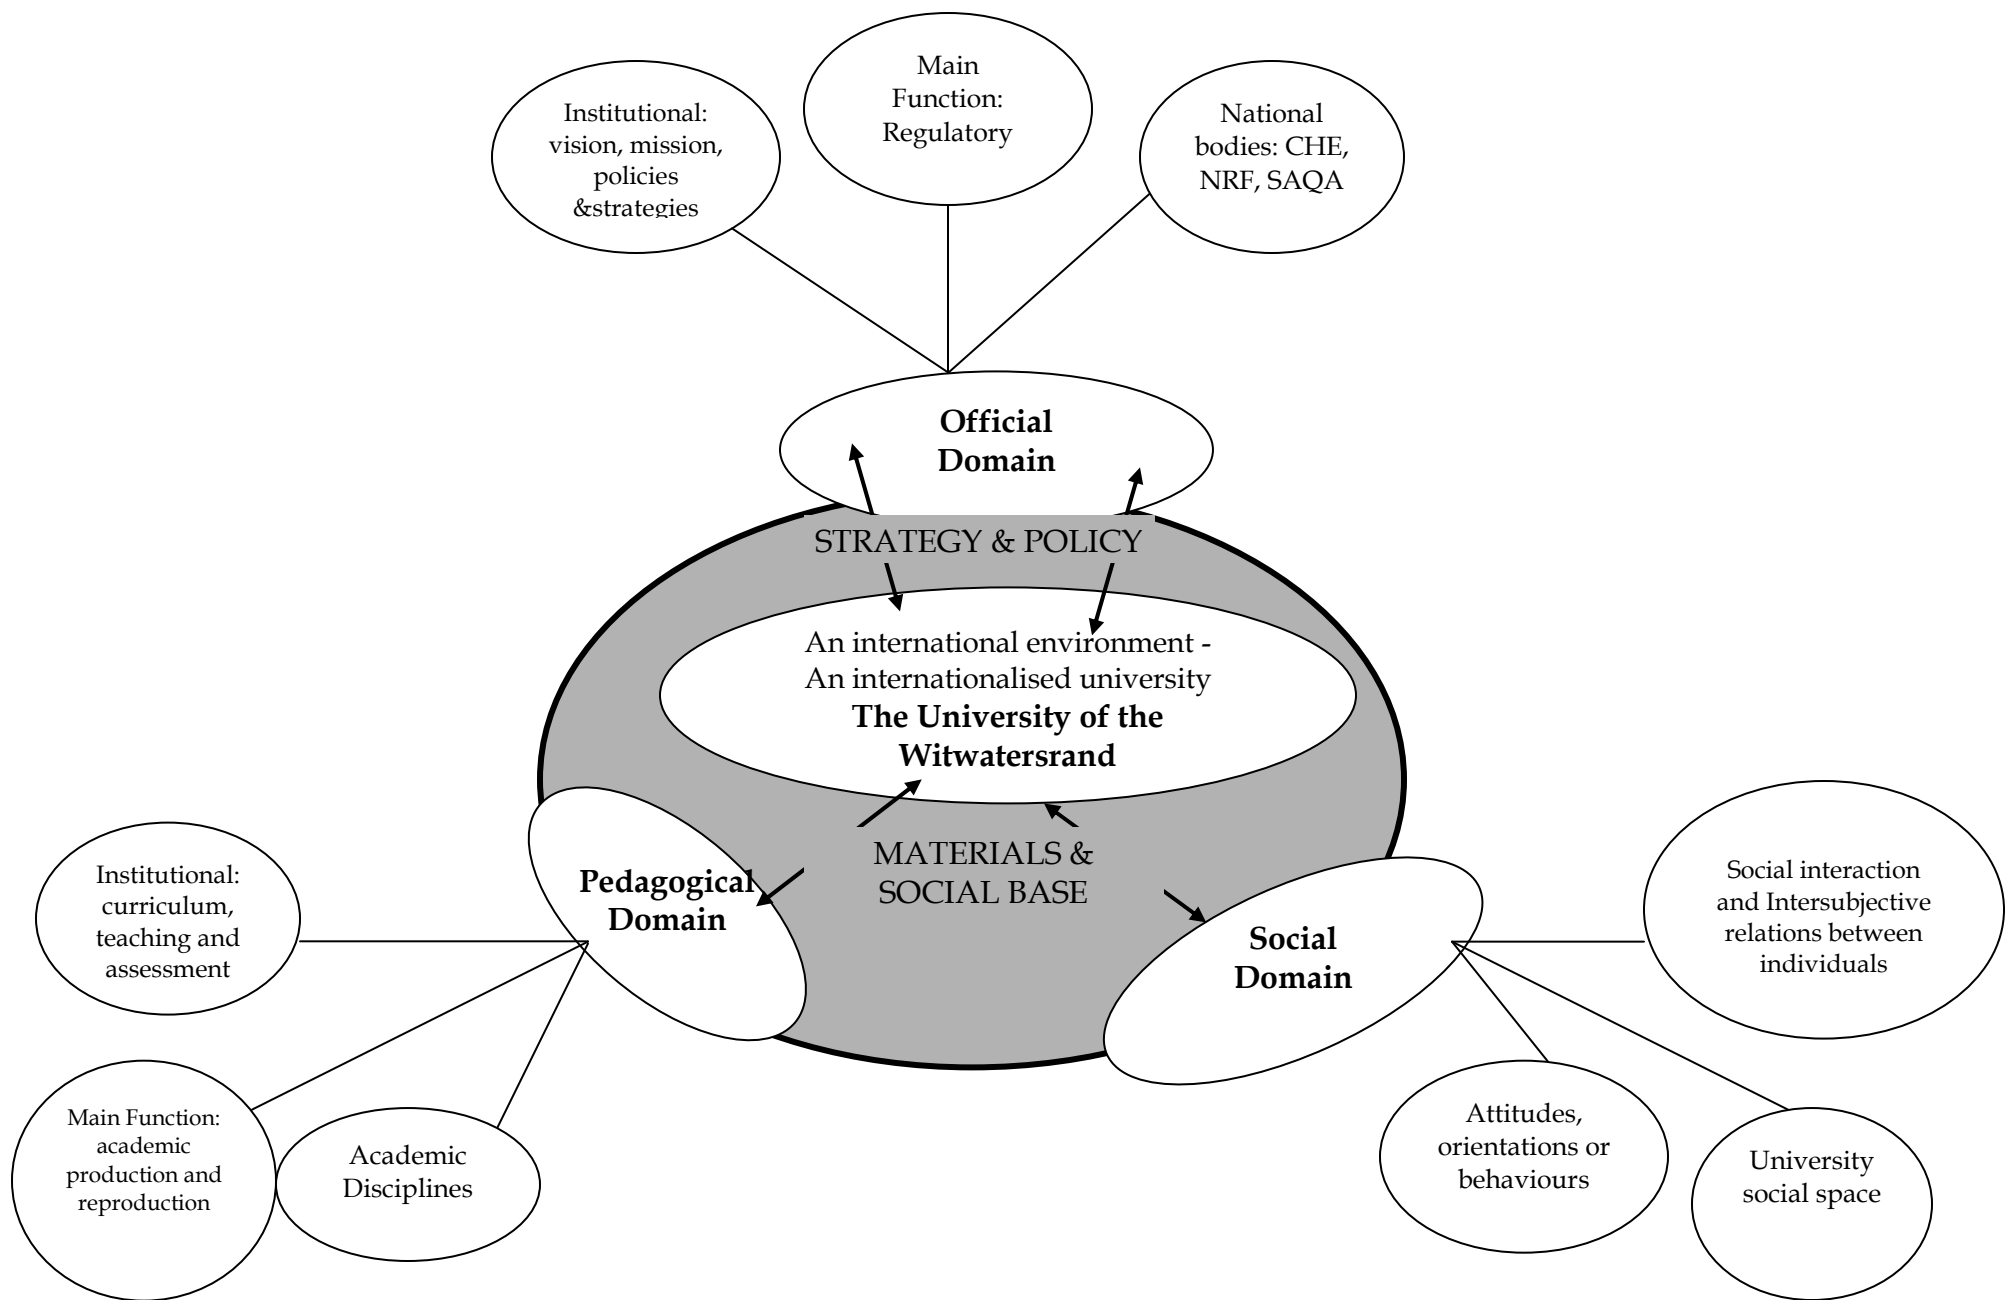 Institutional:
vision, mission,
policies
&strategies
Main
Function:
Regulatory
National
bodies: CHE,
NRF, SAQA
Official
Domain
STRATEGY & POLICY
An international environment -
An internationalised university
The University of the
Witwatersrand
MATERIALS &
SOCIAL BASE
Pedagogical
Domain
Social
Domain
Institutional:
curriculum,
teaching and
assessment
Main Function:
academic
production and
reproduction
Academic
Disciplines
Social interaction
and Intersubjective
relations between
individuals
Attitudes,
orientations or
behaviours
University
social space